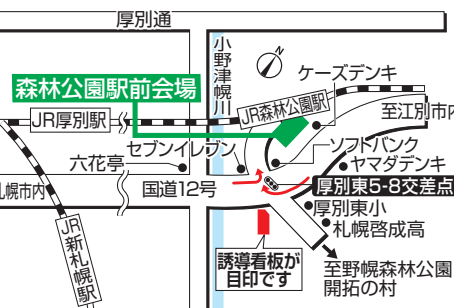 厚別通
小野津幌川
N
ケーズデンキ
森林公園駅前会場
JR森林公園駅
至江別市内
JR厚別駅
セブンイレブン
ソフトバンク
六花亭
ヤマダデンキ
札幌市内
国道12号
厚別東5-8交差点
厚別東小
札幌啓成高
JR新札幌駅
誘導看板が
目印です
至野幌森林公園
開拓の村